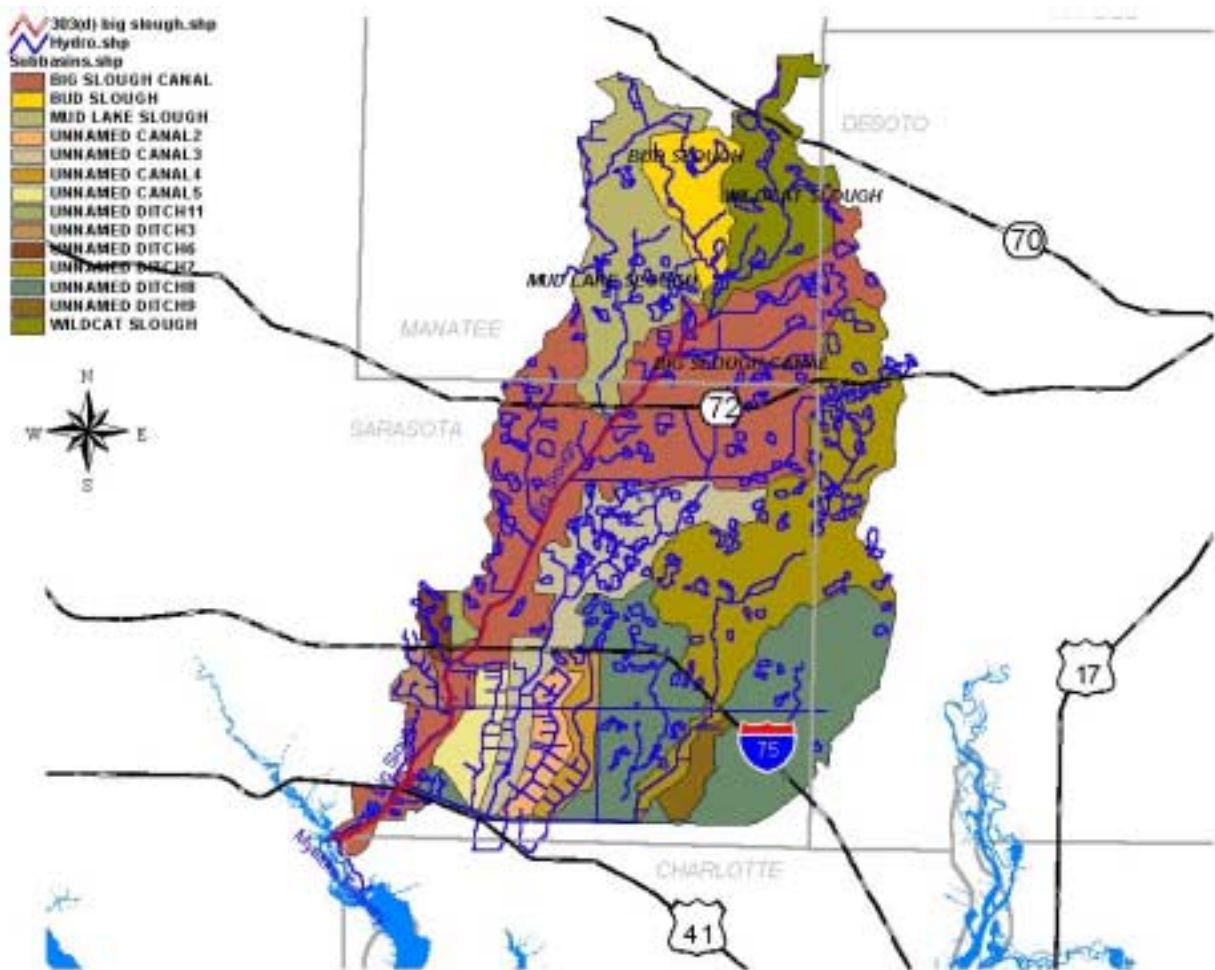 303(d) big slough.shp
Hydro.shp
Subbasins.shp
BIG SLOUGH CANAL
BUD SLOUGH
MUD LAKE SLOUGH
UNNAMED CANAL2
UNNAMED CANAL3
UNNAMED CANAL4
UNNAMED CANAL5
UNNAMED DITCH11
UNNAMED DITCH3
UNNAMED DITCH6
UNNAMED DITCH7
UNNAMED DITCH8
UNNAMED DITCH9
WILDCAT SLOUGH
DESOTO
BUD SLOUGH
WILDCAT SLOUGH
70
MUD LAKE SLOUGH
MANATEE
BIG SLOUGH CANAL
72
SARASOTA
N
W E
S
17
75
CHARLOTTE
41